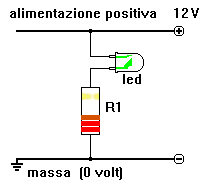 alimentazione positiva 12V
led
R1
massa (0 volt)